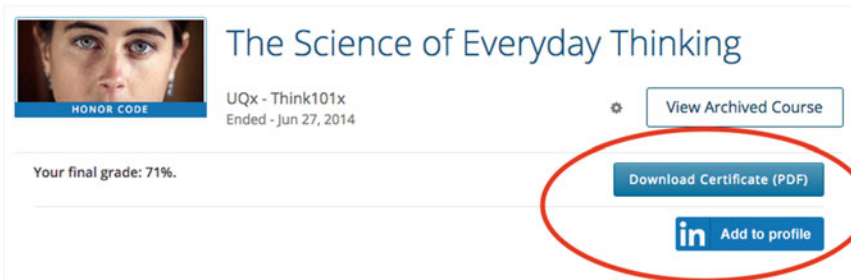 The Science of Everyday Thinking
HONOR CODE
UQx - Think101x
Ended - Jun 27, 2014
View Archived Course
Your final grade: 71%.
Download Certificate (PDF)
in Add to profile